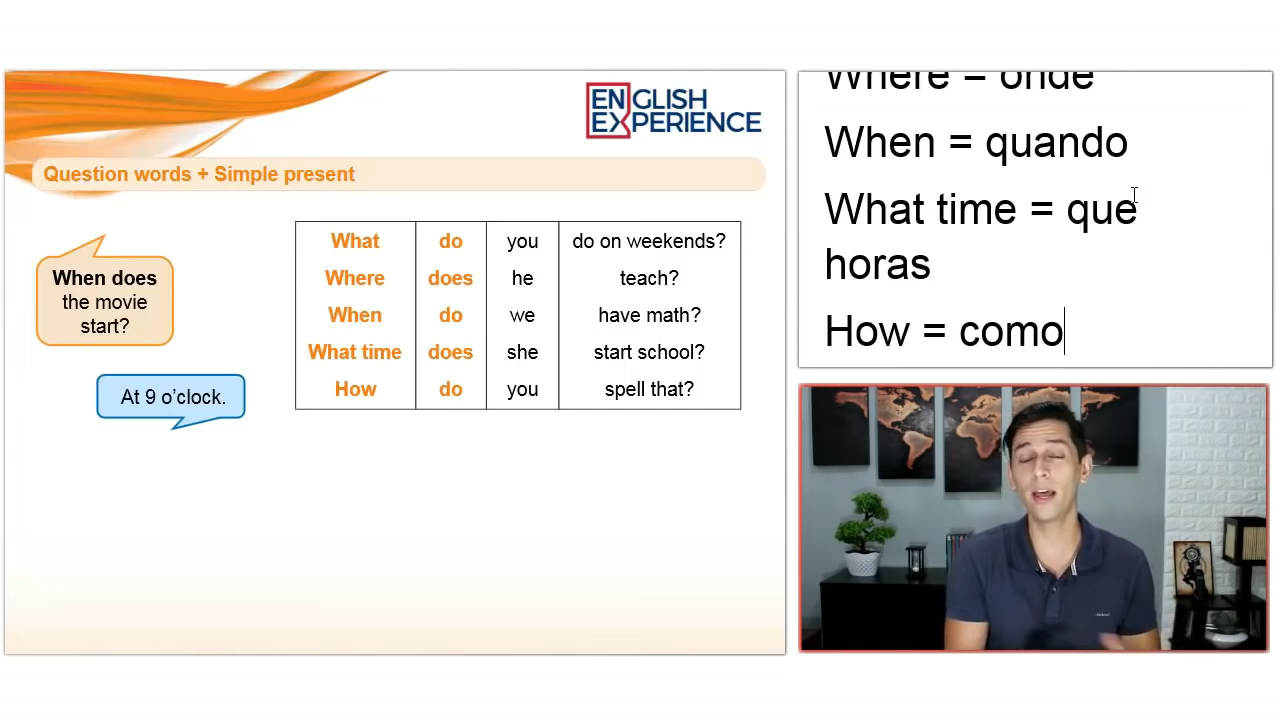 ENGLISH
EXPERIENCE
Question words + Simple present
When does
the movie
start?
At 9 o'clock.
What do you do on weekends?
Where does he teach?
When do we have math?
What time does she start school?
How do you spell that?
Where = onde
When = quando
What time = que
horas
How = como